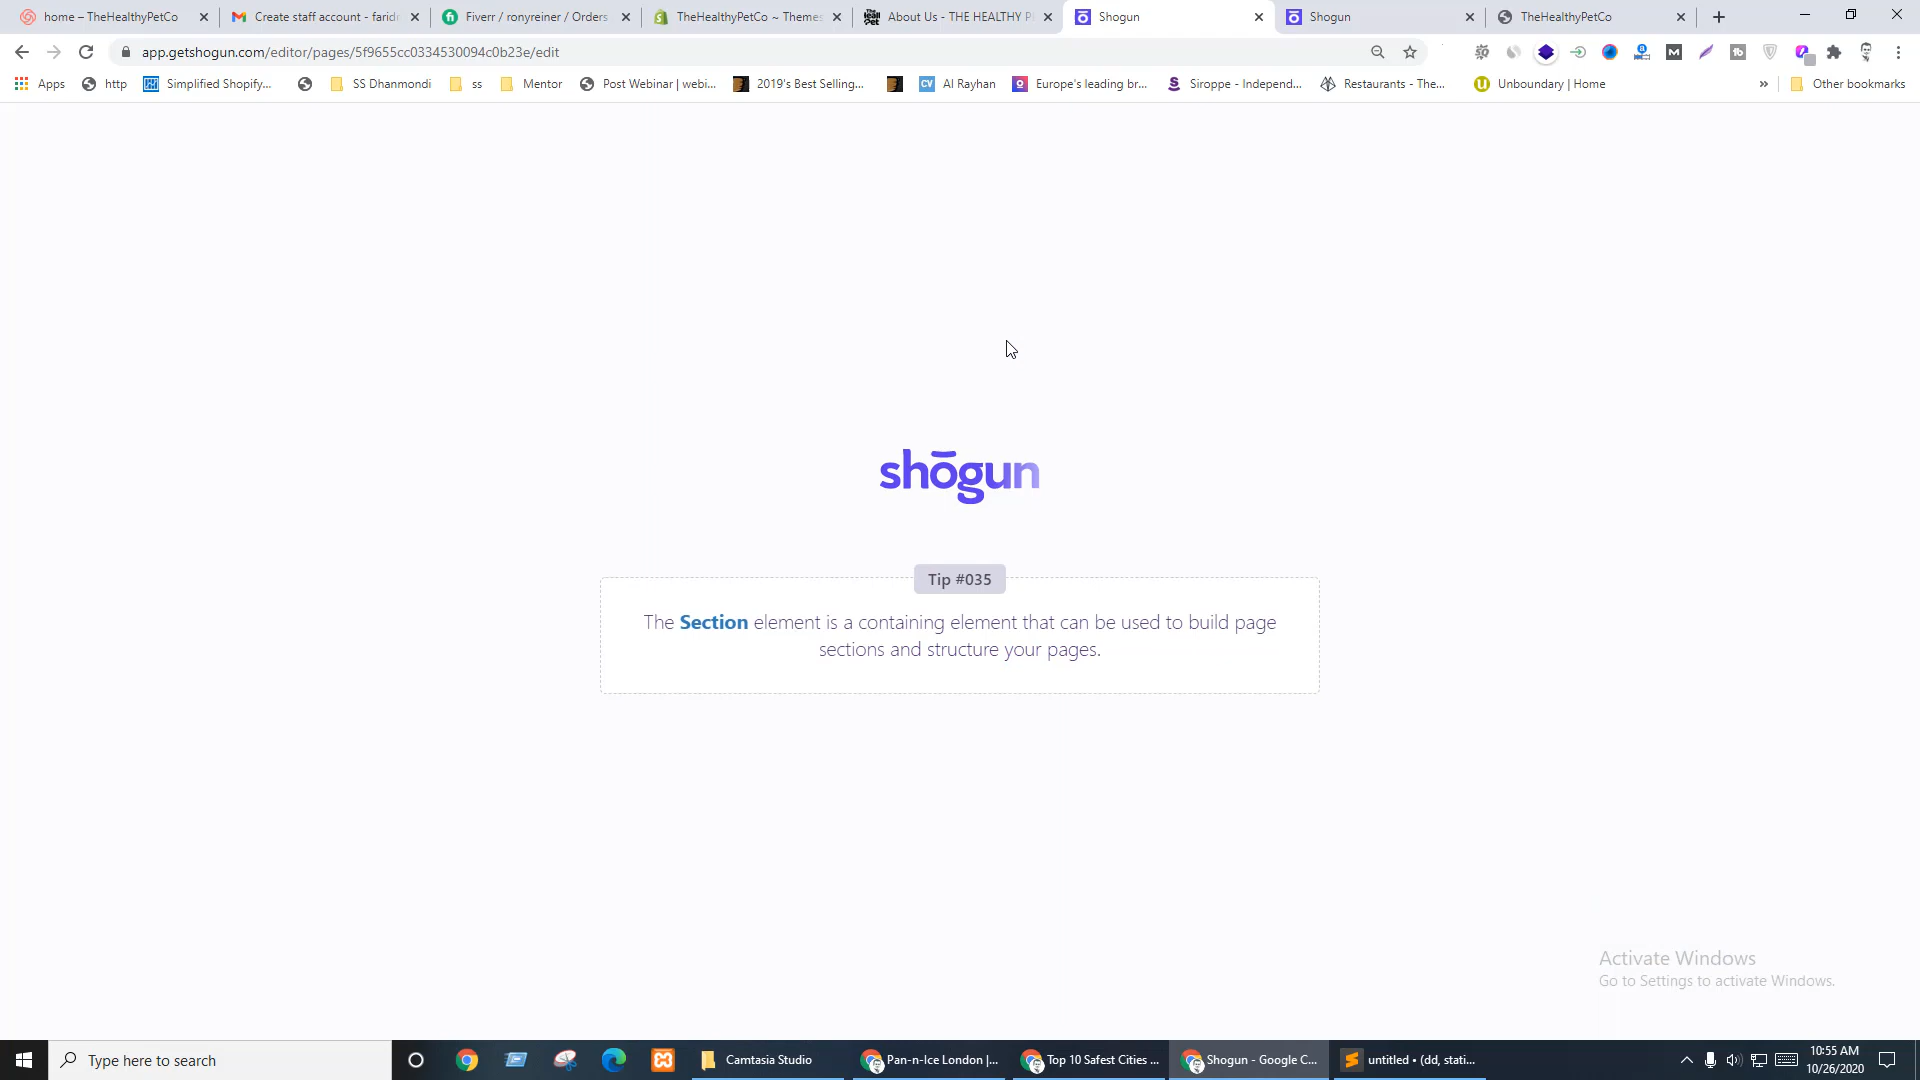 home – TheHealthyPetCo
Create staff account - farid
Fiverr / ronyreiner / Orders
TheHealthyPetCo ~ Themes
About Us - THE HEALTHY P
Shogun
Shogun
TheHealthyPetCo
app.getshogun.com/editor/pages/5f9655cc0334530094c0b23e/edit
Apps
http
Simplified Shopify...
SS Dhanmondi
ss
Mentor
Post Webinar | webi...
2019's Best Selling...
CV
Al Rayhan
Europe's leading br...
Siroppe - Independ...
Restaurants - The...
Unboundary | Home
»
Other bookmarks
shōgun
Tip #035
The Section element is a containing element that can be used to build page
sections and structure your pages.
Activate Windows
Go to Settings to activate Windows.
Type here to search
Camtasia Studio
Pan-n-Ice London |...
Top 10 Safest Cities ...
Shogun - Google C...
untitled • (dd, stati...
10:55 AM
10/26/2020